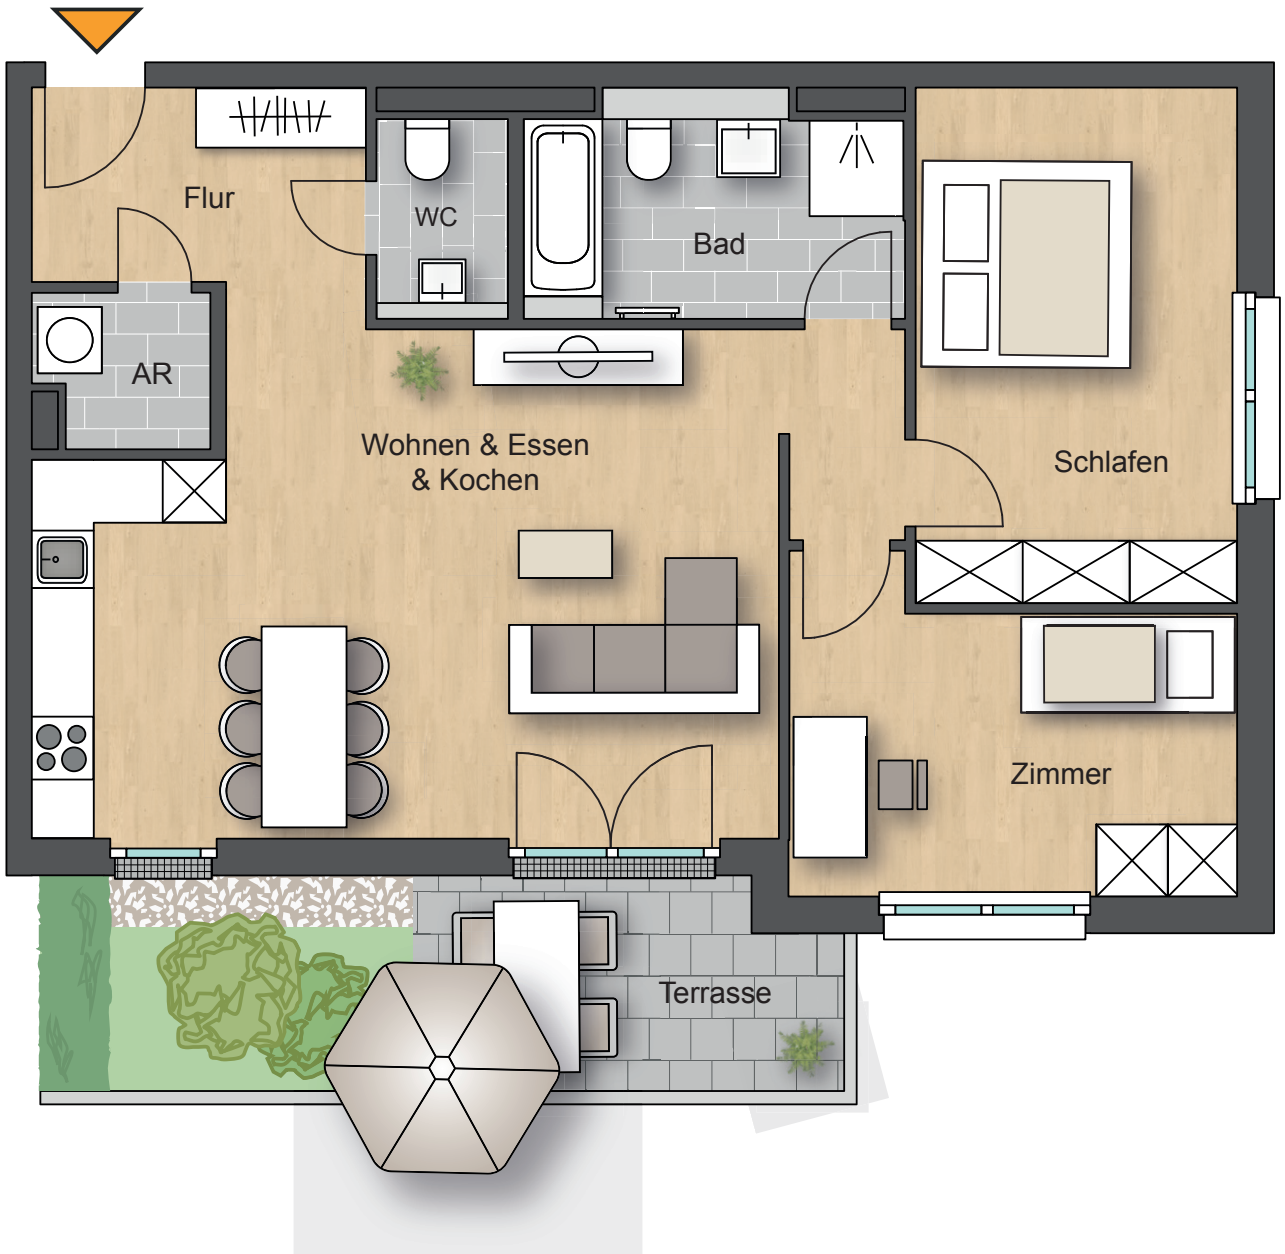 Flur
WC
Bad
AR
Wohnen & Essen
& Kochen
Schlafen
Zimmer
Terrasse